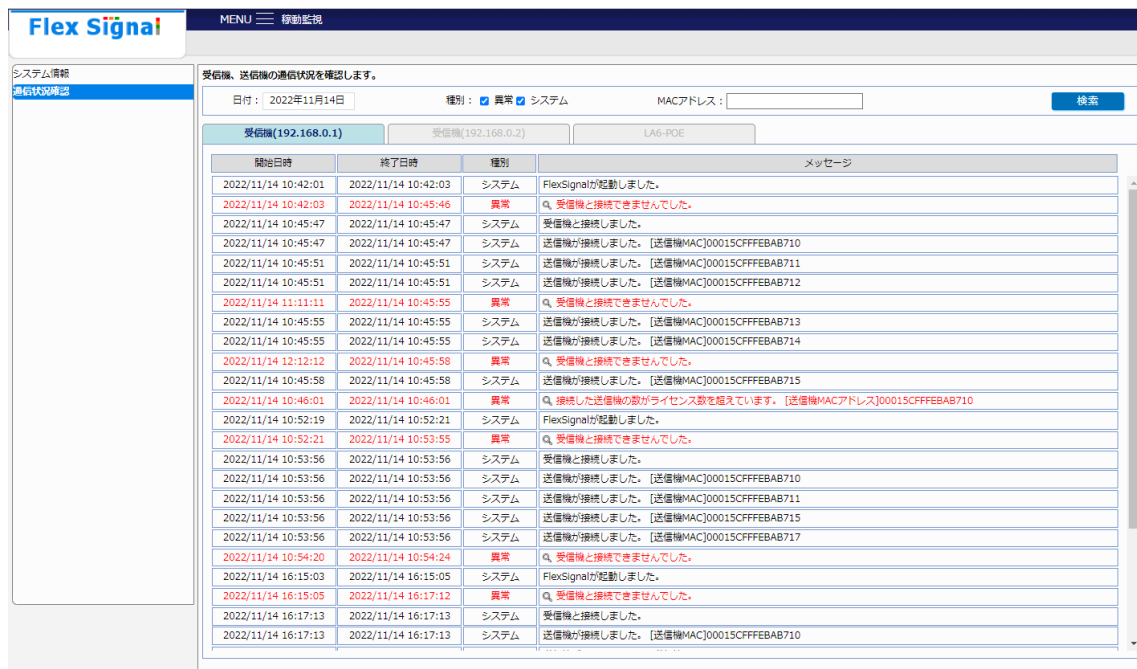 Flex Signal
MENU 稼動監視
システム情報
通信状況確認
受信機、送信機の通信状況を確認します。
日付： 2022年11月14日 種別： 異常 システム MACアドレス： 検索
受信機(192.168.0.1) 受信機(192.168.0.2) LA6-POE
開始日時 終了日時 種別 メッセージ
2022/11/14 10:42:01 2022/11/14 10:42:03 システム FlexSignalが起動しました。
2022/11/14 10:42:03 2022/11/14 10:45:46 異常 受信機と接続できませんでした。
2022/11/14 10:45:47 2022/11/14 10:45:47 システム 受信機と接続しました。
2022/11/14 10:45:47 2022/11/14 10:45:47 システム 送信機が接続しました。 [送信機MAC]00015CFFFEBAB710
2022/11/14 10:45:51 2022/11/14 10:45:51 システム 送信機が接続しました。 [送信機MAC]00015CFFFEBAB711
2022/11/14 10:45:51 2022/11/14 10:45:51 システム 送信機が接続しました。 [送信機MAC]00015CFFFEBAB712
2022/11/14 11:11:11 2022/11/14 10:45:55 異常 受信機と接続できませんでした。
2022/11/14 10:45:55 2022/11/14 10:45:55 システム 送信機が接続しました。 [送信機MAC]00015CFFFEBAB713
2022/11/14 10:45:55 2022/11/14 10:45:55 システム 送信機が接続しました。 [送信機MAC]00015CFFFEBAB714
2022/11/14 12:12:12 2022/11/14 10:45:58 異常 受信機と接続できませんでした。
2022/11/14 10:45:58 2022/11/14 10:45:58 システム 送信機が接続しました。 [送信機MAC]00015CFFFEBAB715
2022/11/14 10:46:01 2022/11/14 10:46:01 異常 接続した送信機の数がライセンス数を超えています。 [送信機MACアドレス]00015CFFFEBAB710
2022/11/14 10:52:19 2022/11/14 10:52:21 システム FlexSignalが起動しました。
2022/11/14 10:52:21 2022/11/14 10:53:55 異常 受信機と接続できませんでした。
2022/11/14 10:53:56 2022/11/14 10:53:56 システム 受信機と接続しました。
2022/11/14 10:53:56 2022/11/14 10:53:56 システム 送信機が接続しました。 [送信機MAC]00015CFFFEBAB710
2022/11/14 10:53:56 2022/11/14 10:53:56 システム 送信機が接続しました。 [送信機MAC]00015CFFFEBAB711
2022/11/14 10:53:56 2022/11/14 10:53:56 システム 送信機が接続しました。 [送信機MAC]00015CFFFEBAB715
2022/11/14 10:53:56 2022/11/14 10:53:56 システム 送信機が接続しました。 [送信機MAC]00015CFFFEBAB717
2022/11/14 10:54:20 2022/11/14 10:54:24 異常 受信機と接続できませんでした。
2022/11/14 16:15:03 2022/11/14 16:15:05 システム FlexSignalが起動しました。
2022/11/14 16:15:05 2022/11/14 16:17:12 異常 受信機と接続できませんでした。
2022/11/14 16:17:13 2022/11/14 16:17:13 システム 受信機と接続しました。
2022/11/14 16:17:13 2022/11/14 16:17:13 システム 送信機が接続しました。 [送信機MAC]00015CFFFEBAB710